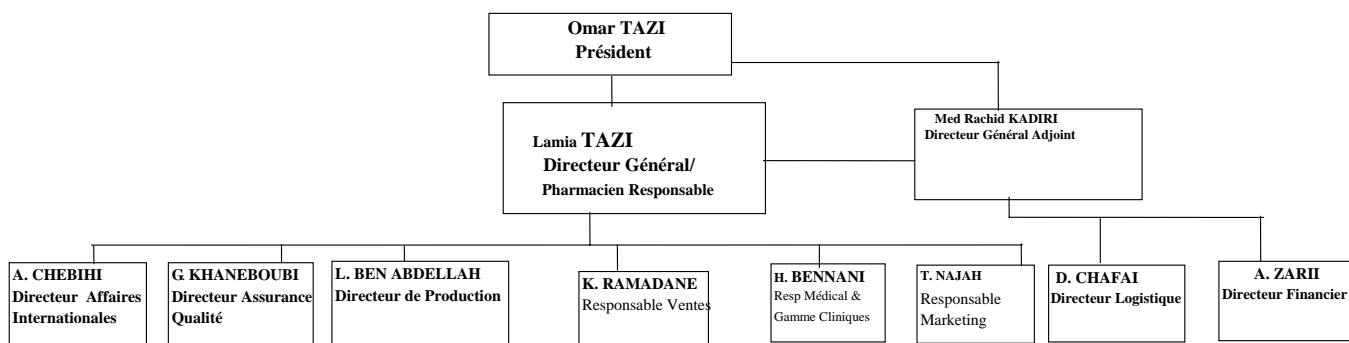 Omar TAZI
Président
Lamia TAZI
Directeur Général/
Pharmacien Responsable
Med Rachid KADIRI
Directeur Général Adjoint
A. CHEBIHI
Directeur Affaires
Internationales
G. KHANEBOUBI
Directeur Assurance
Qualité
L. BEN ABDELLAH
Directeur de Production
K. RAMADANE
Responsable Ventes
H. BENNANI
Resp Médical &
Gamme Cliniques
T. NAJAH
Responsable
Marketing
D. CHAFAI
Directeur Logistique
A. ZARII
Directeur Financier